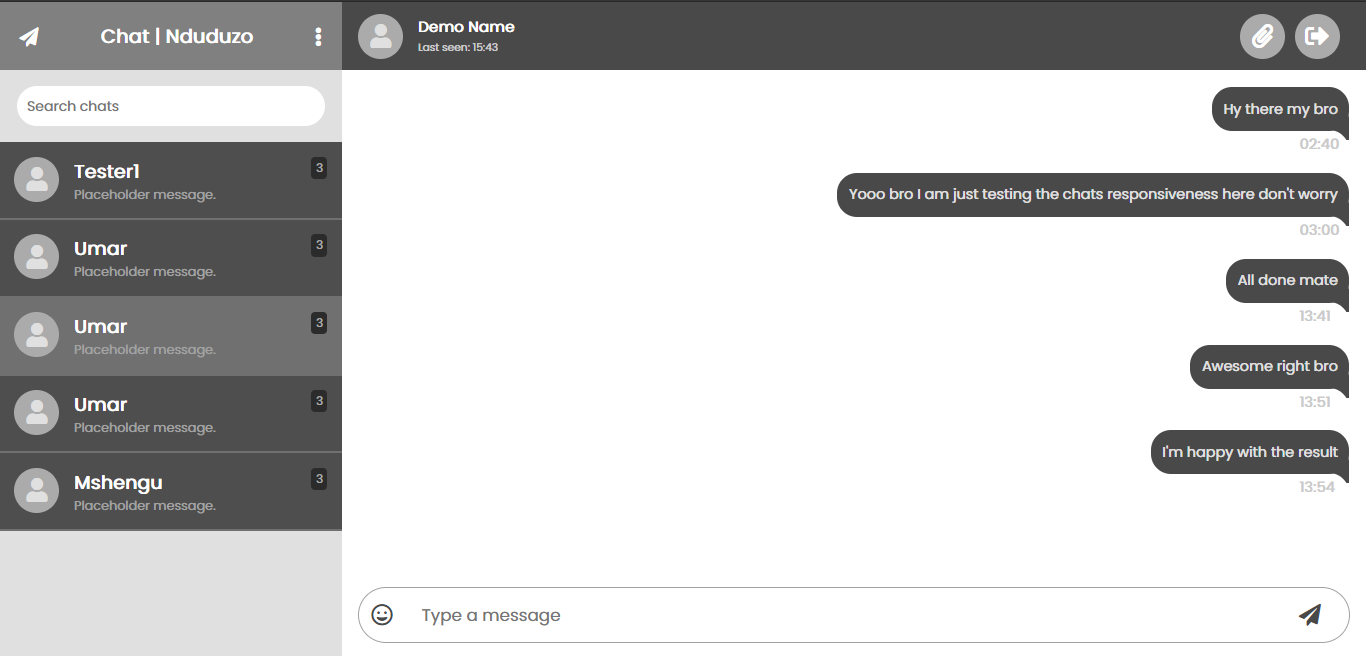 Chat | Nduduzo
Search chats
Tester1
3
Placeholder message.
Umar
3
Placeholder message.
Umar
3
Placeholder message.
Umar
3
Placeholder message.
Mshengu
3
Placeholder message.
Demo Name
Last seen: 15:43
Hy there my bro
02:40
Yooo bro I am just testing the chats responsiveness here don't worry
03:00
All done mate
13:41
Awesome right bro
13:51
I'm happy with the result
13:54
Type a message